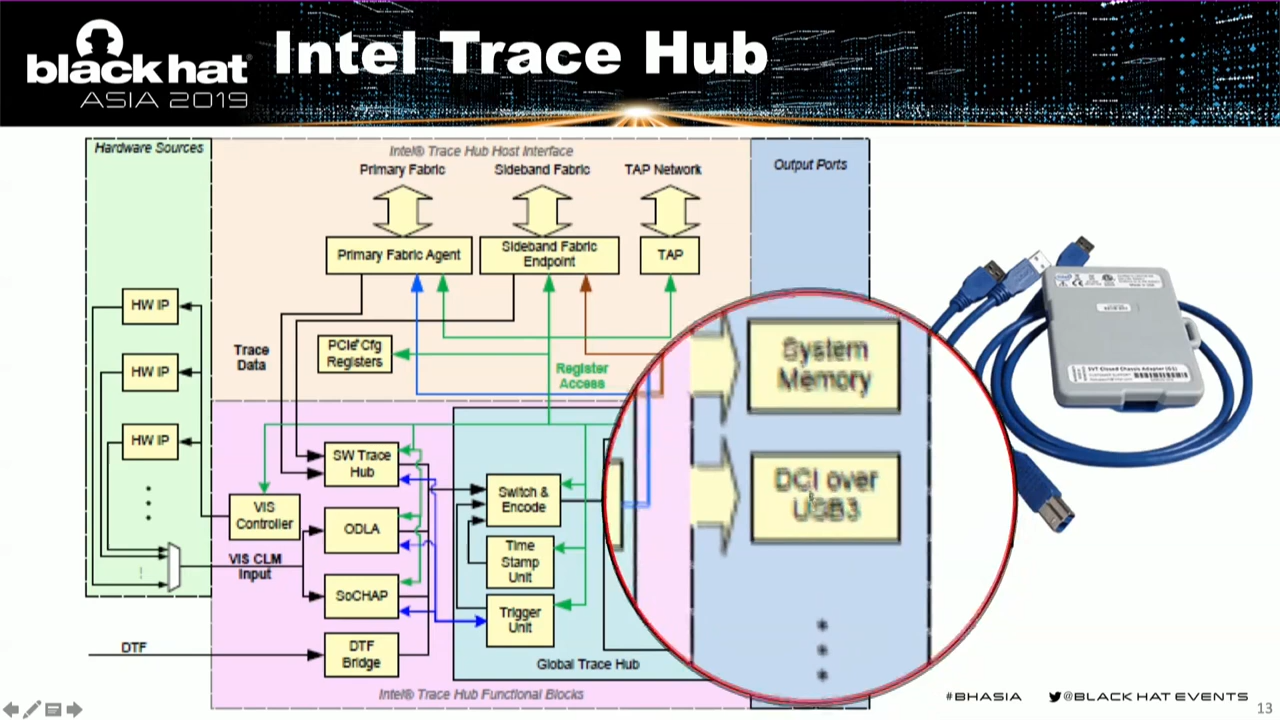 black hat
ASIA 2019
Intel Trace Hub
Hardware Sources
Intel® Trace Hub Host Interface
Output Ports
Primary Fabric
Sideband Fabric
TAP Network
Primary Fabric Agent
Sideband Fabric
Endpoint
TAP
HW IP
HW IP
HW IP
Trace
Data
PCIe* Cfg
Registers
Register
Access
System
Memory
DCI over
USB3
SW Trace
Hub
Switch &
Encode
VIS
Controller
ODLA
Time
Stamp
Unit
VIS CLM
Input
SoCHAP
Trigger
Unit
DTF
DTF
Bridge
Global Trace Hub
Intel® Trace Hub Functional Blocks
SVT Closed Chassis Adapter
#BHASIA
@BLACK HAT EVENTS
13